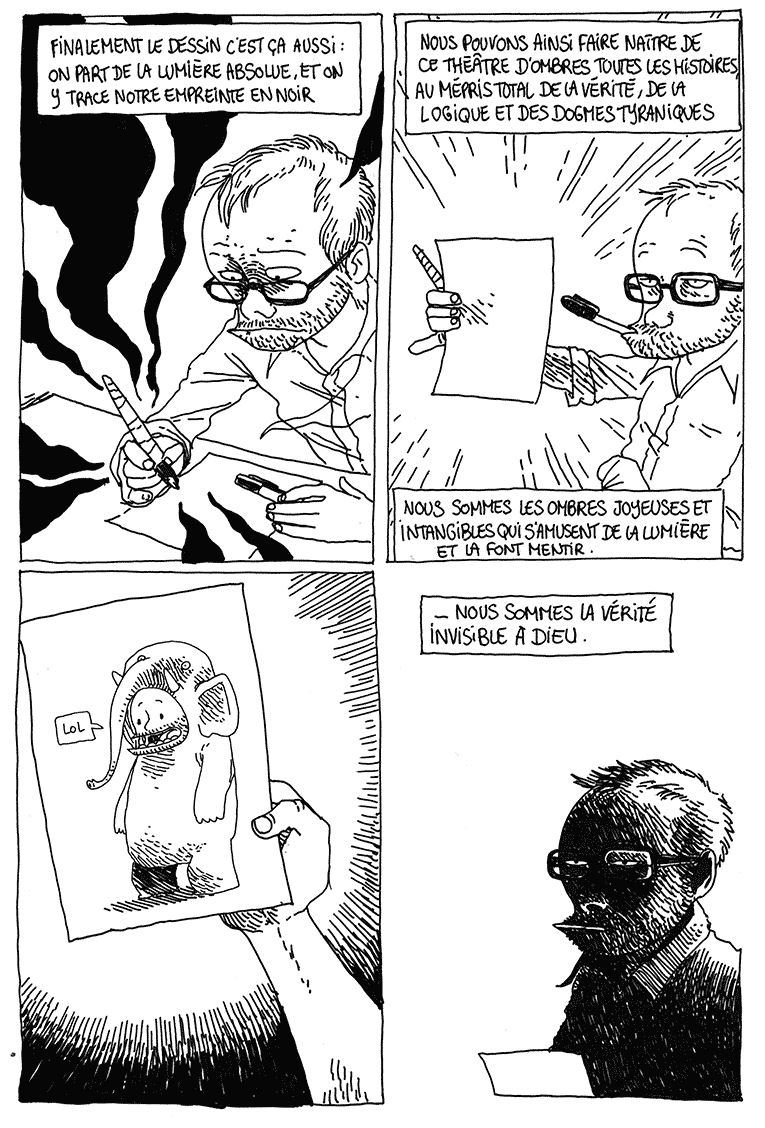 FINALEMENT LE DESSIN C'EST ÇA AUSSI :
ON PART DE LA LUMIÈRE ABSOLUE, ET ON
Y TRACE NOTRE EMPREINTE EN NOIR
NOUS POUVONS AINSI FAIRE NAÎTRE DE
CE THÉÂTRE D'OMBRES TOUTES LES HISTOIRES,
AU MÉPRIS TOTAL DE LA VÉRITÉ, DE LA
LOGIQUE ET DES DOGMES TYRANIQUES
NOUS SOMMES LES OMBRES JOYEUSES ET
INTANGIBLES QUI S'AMUSENT DE LA LUMIÈRE
ET LA FONT MENTIR.
LOL
– NOUS SOMMES LA VÉRITÉ
INVISIBLE À DIEU.